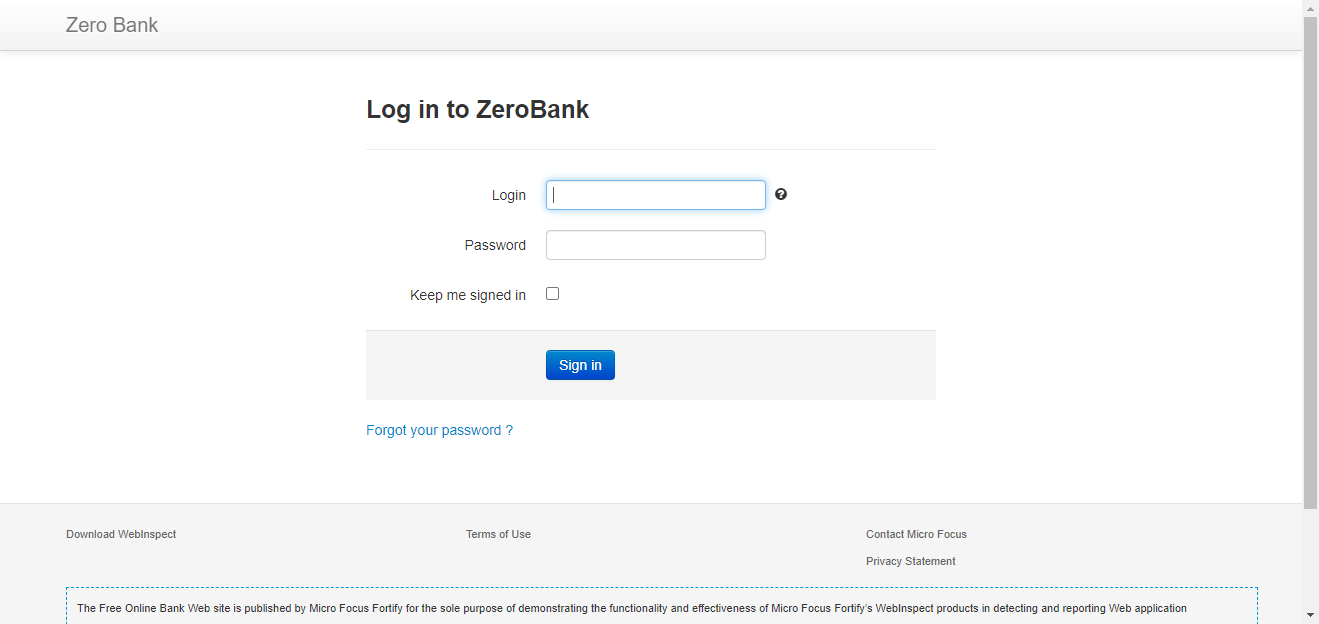 Zero Bank
Log in to ZeroBank
Login
Password
Keep me signed in
Sign in
Forgot your password ?
Download WebInspect
Terms of Use
Contact Micro Focus
Privacy Statement
The Free Online Bank Web site is published by Micro Focus Fortify for the sole purpose of demonstrating the functionality and effectiveness of Micro Focus Fortify's WebInspect products in detecting and reporting Web application